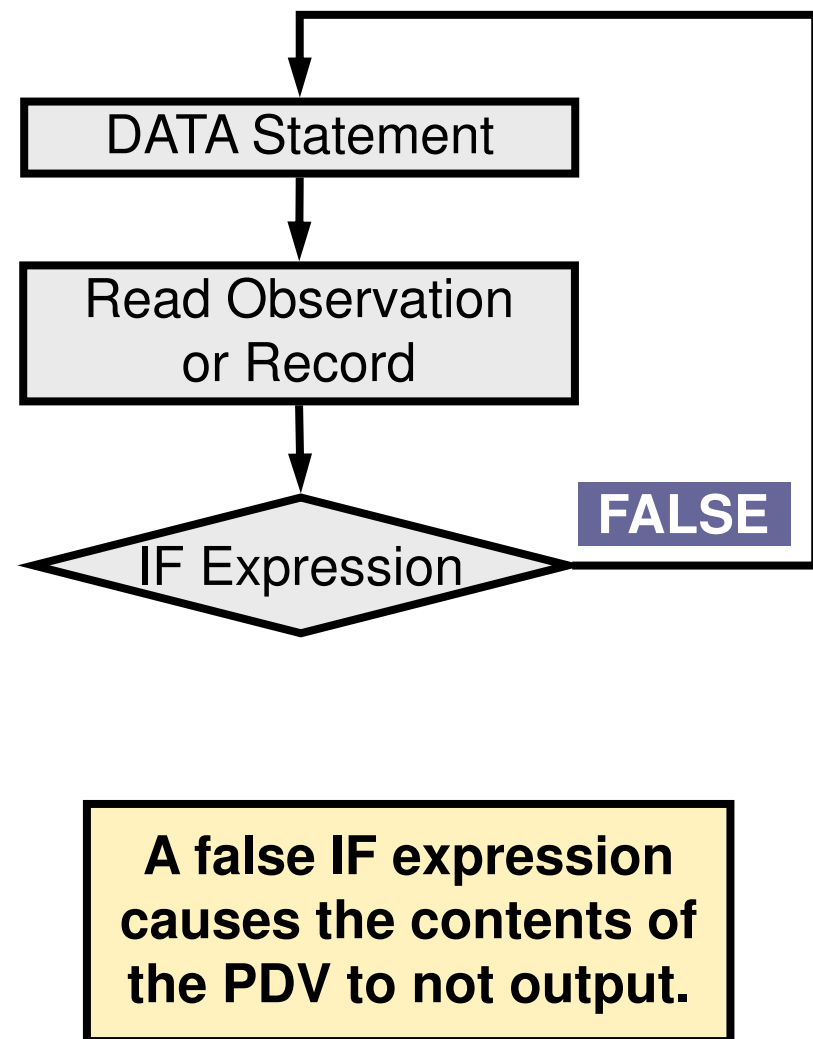 DATA Statement
Read Observation
or Record
FALSE
IF Expression
A false IF expression
causes the contents of
the PDV to not output.